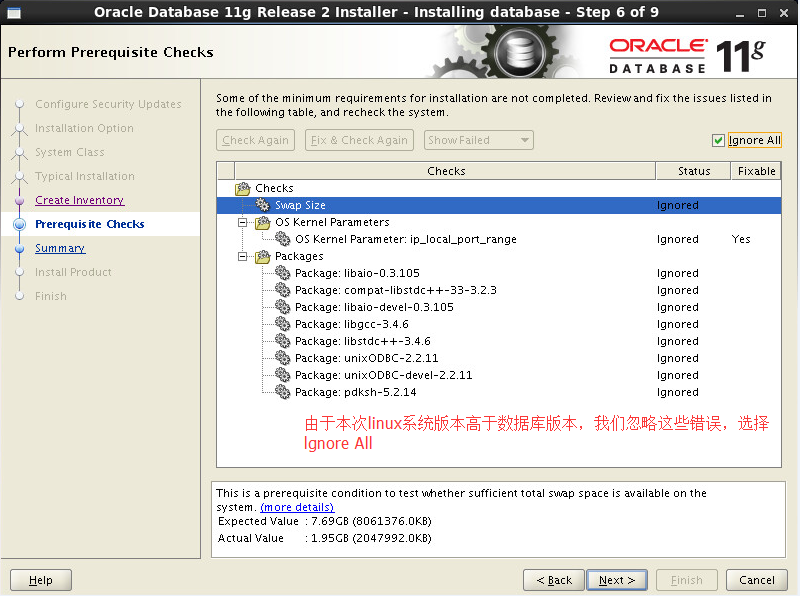 Oracle Database 11g Release 2 Installer - Installing database - Step 6 of 9
Perform Prerequisite Checks
ORACLE
DATABASE
11g
Configure Security Updates
Installation Option
System Class
Typical Installation
Create Inventory
Prerequisite Checks
Summary
Install Product
Finish
Some of the minimum requirements for installation are not completed. Review and fix the issues listed in
the following table, and recheck the system.
Check Again Fix & Check Again Show Failed Ignore All
Checks Status Fixable
Checks
Swap Size Ignored
OS Kernel Parameters
OS Kernel Parameter: ip_local_port_range Ignored Yes
Packages
Package: libaio-0.3.105 Ignored
Package: compat-libstdc++-33-3.2.3 Ignored
Package: libaio-devel-0.3.105 Ignored
Package: libgcc-3.4.6 Ignored
Package: libstdc++-3.4.6 Ignored
Package: unixODBC-2.2.11 Ignored
Package: unixODBC-devel-2.2.11 Ignored
Package: pdksh-5.2.14 Ignored
由于本次linux系统版本高于数据库版本，我们忽略这些错误，选择
Ignore All
This is a prerequisite condition to test whether sufficient total swap space is available on the
system. (more details)
Expected Value : 7.69GB (8061376.0KB)
Actual Value : 1.95GB (2047992.0KB)
Help < Back Next > Finish Cancel